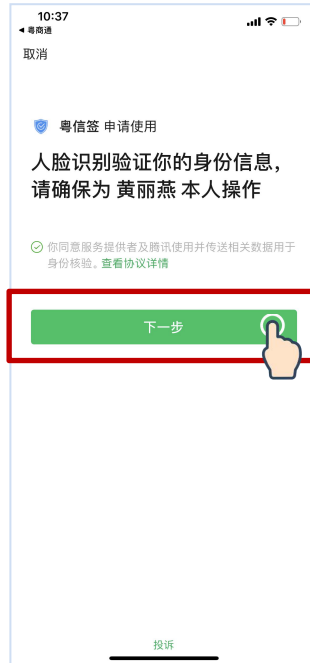 10:37
◀ 粤商通
取消
粤信签 申请使用
人脸识别验证你的身份信息，
请确保为 黄丽燕 本人操作
你同意服务提供者及腾讯使用并传送相关数据用于
身份核验。查看协议详情
下一步
投诉